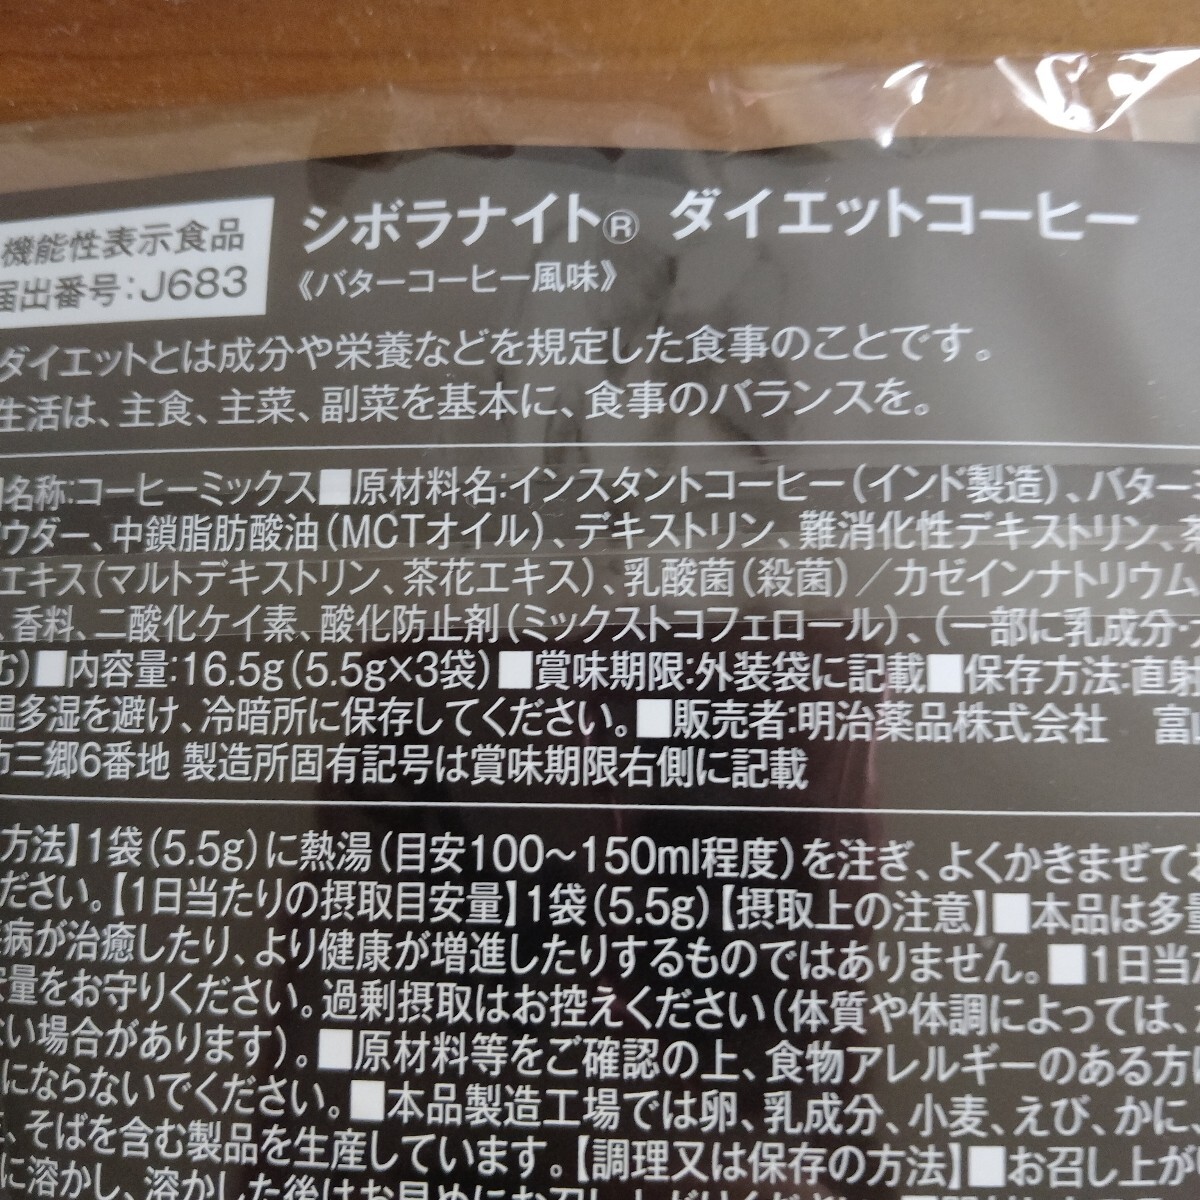 機能性表示食品
届出番号:J683
シボラナイト® ダイエットコーヒー
《バターコーヒー風味》
ダイエットとは成分や栄養などを規定した食事のことです。
生活は、主食、主菜、副菜を基本に、食事のバランスを。
名称:コーヒーミックス■原材料名:インスタントコーヒー(インド製造)、バター
ウダー、中鎖脂肪酸油(MCTオイル)、デキストリン、難消化性デキストリン、茶
エキス(マルトデキストリン、茶花エキス)、乳酸菌(殺菌)/カゼインナトリウム
、香料、二酸化ケイ素、酸化防止剤(ミックストコフェロール)、(一部に乳成分・
む)■内容量:16.5g(5.5g×3袋)■賞味期限:外装袋に記載■保存方法:直射
温多湿を避け、冷暗所に保存してください。■販売者:明治薬品株式会社 富山
市三郷6番地 製造所固有記号は賞味期限右側に記載
方法】1袋(5.5g)に熱湯(目安100〜150ml程度)を注ぎ、よくかきまぜてお
ださい。【1日当たりの摂取目安量】1袋(5.5g)【摂取上の注意】■本品は多量
病が治癒したり、より健康が増進したりするものではありません。■1日当た
量をお守りください。過剰摂取はお控えください(体質や体調によっては、
ない場合があります)。■原材料等をご確認の上、食物アレルギーのある方は
にならないでください。■本品製造工場では卵、乳成分、小麦、えび、かに、
、そばを含む製品を生産しています。【調理又は保存の方法】■お召し上がり
に溶かし、溶かした後はお早めにお召し上がりください。